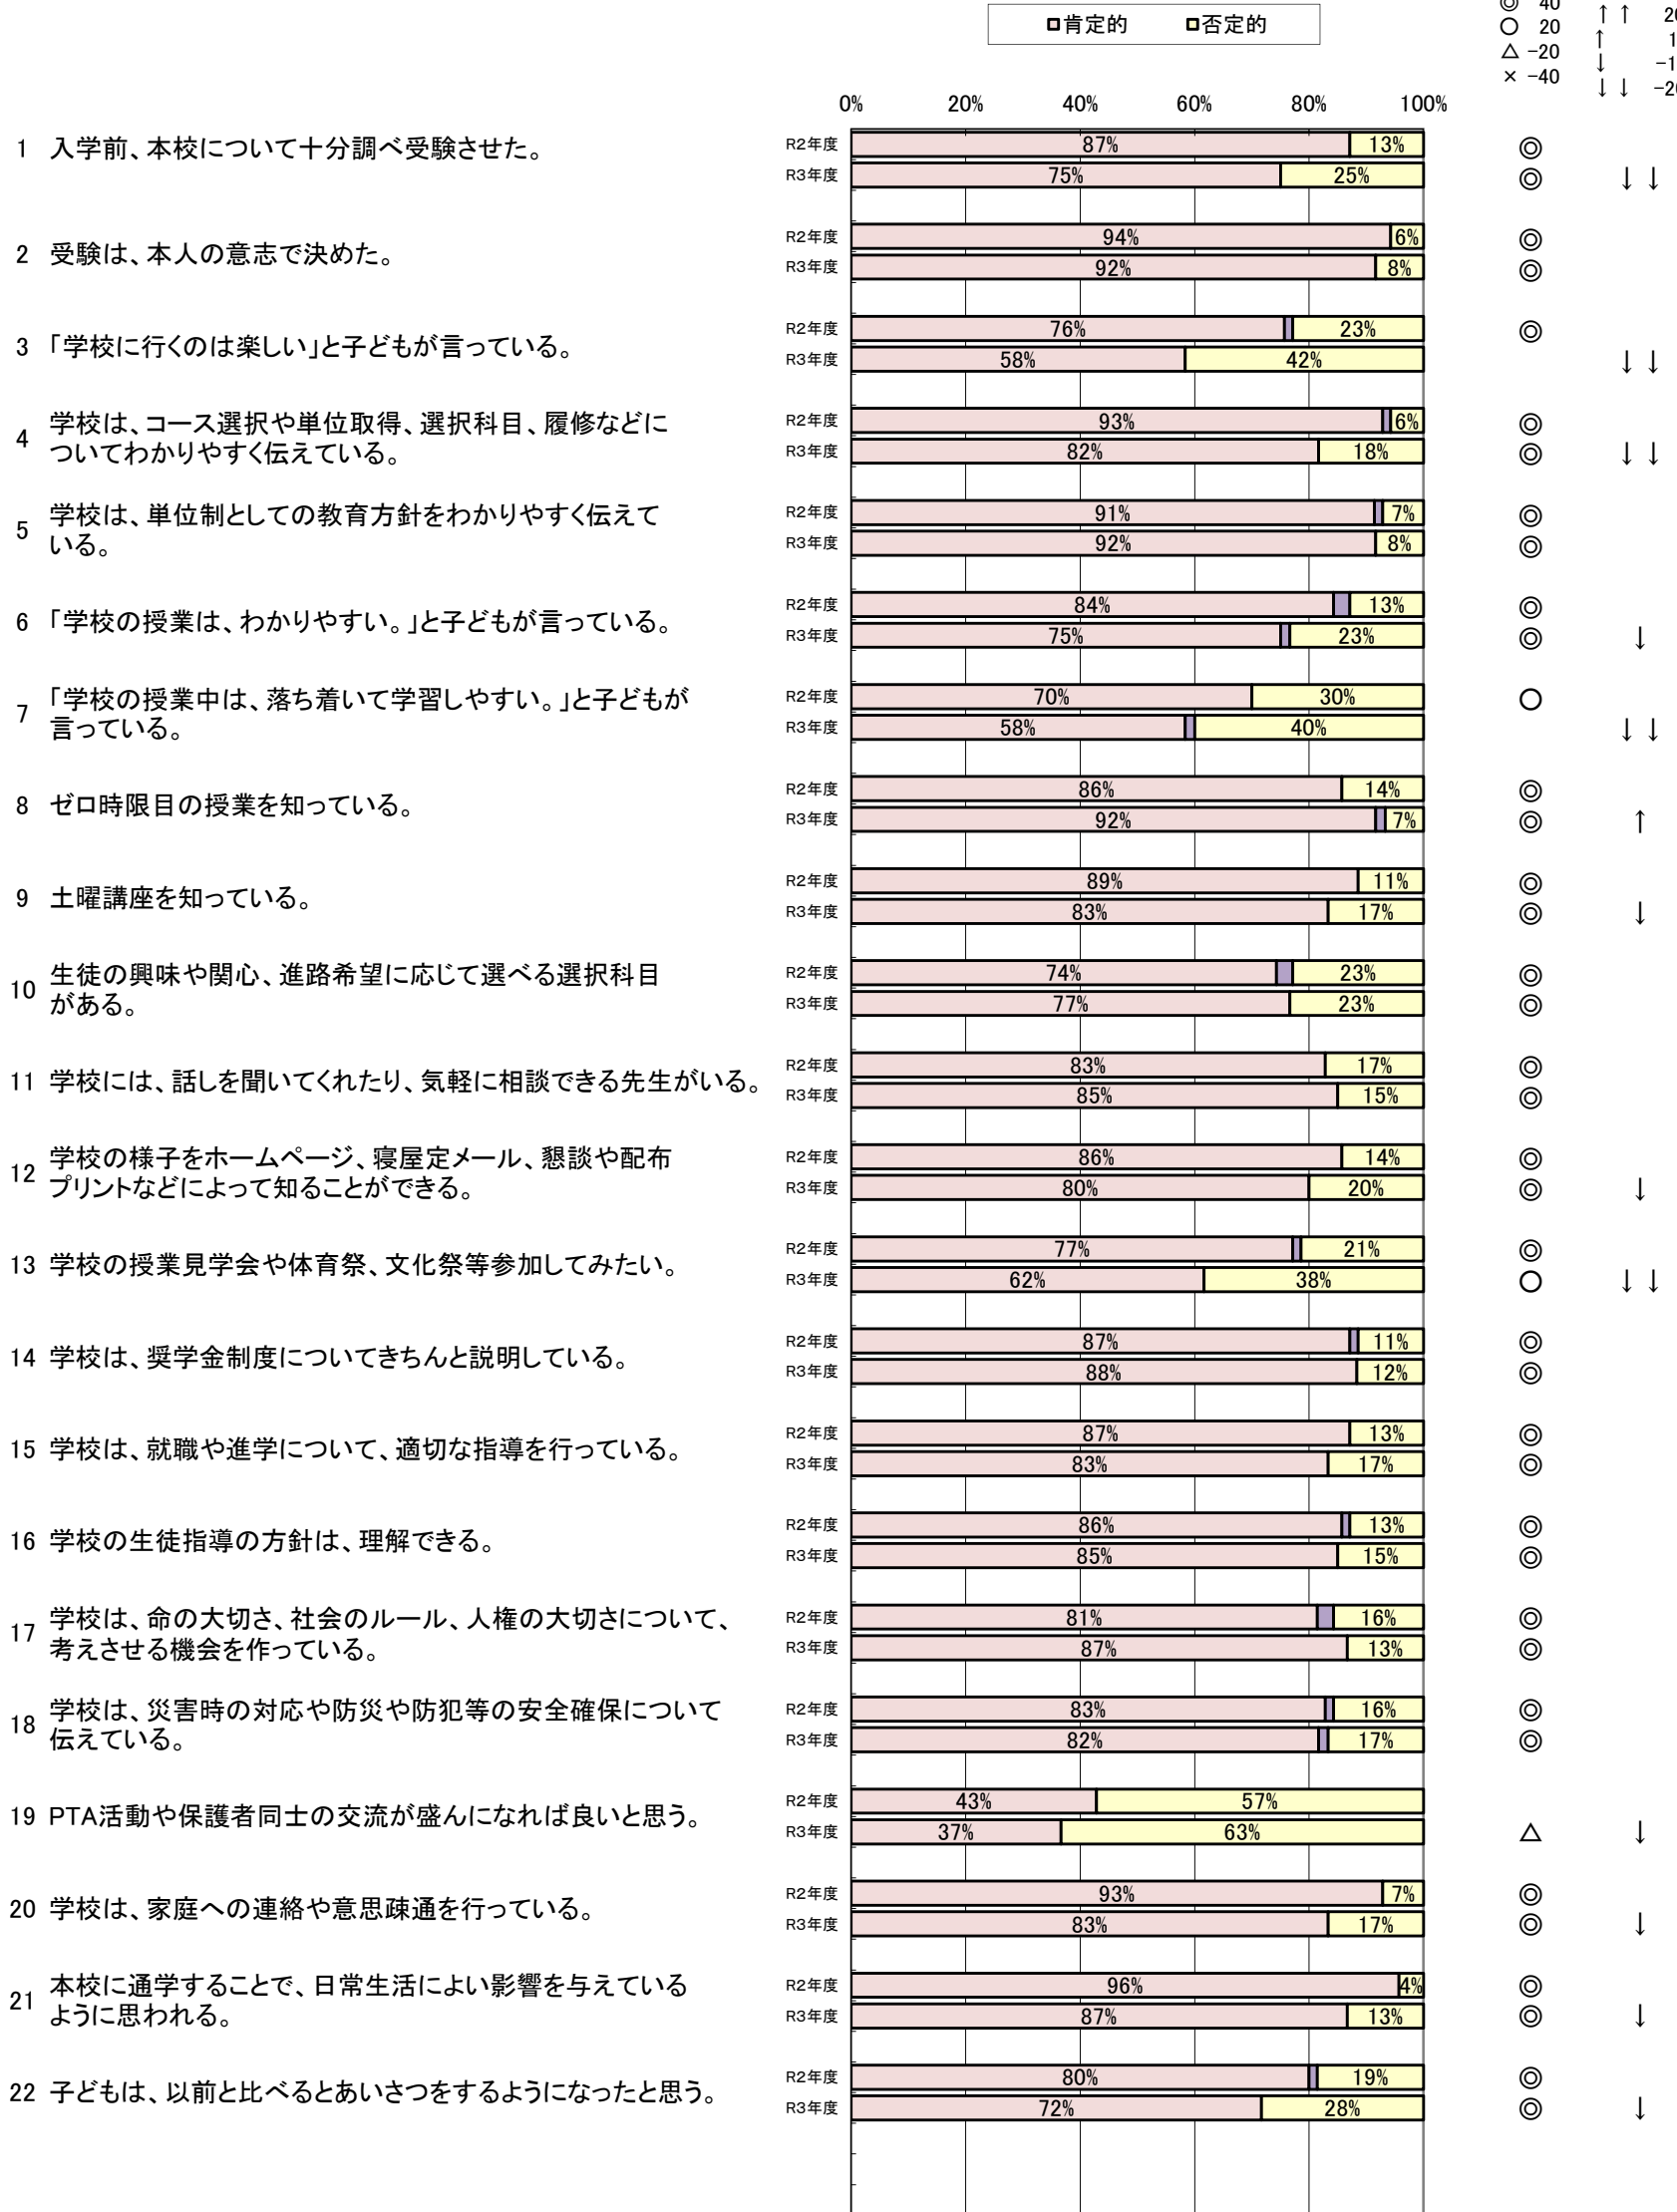 肯定的 否定的
◎ 40 ↑↑
○ 20 ↑
△ -20 ↓
× -40 ↓↓
0% 20% 40% 60% 80% 100%
1 入学前、本校について十分調べ受験させた。
R2年度 87% 13% ◎
R3年度 75% 25% ◎ ↓↓
2 受験は、本人の意志で決めた。
R2年度 94% 6% ◎
R3年度 92% 8% ◎
3 「学校に行くのは楽しい」と子どもが言っている。
R2年度 76% 23% ◎
R3年度 58% 42% ↓↓
4 学校は、コース選択や単位取得、選択科目、履修などに
ついてわかりやすく伝えている。
R2年度 93% 6% ◎
R3年度 82% 18% ◎ ↓↓
5 学校は、単位制としての教育方針をわかりやすく伝えて
いる。
R2年度 91% 7% ◎
R3年度 92% 8% ◎
6 「学校の授業は、わかりやすい。」と子どもが言っている。
R2年度 84% 13% ◎
R3年度 75% 23% ◎ ↓
7 「学校の授業中は、落ち着いて学習しやすい。」と子どもが
言っている。
R2年度 70% 30% ○
R3年度 58% 40% ↓↓
8 ゼロ時限目の授業を知っている。
R2年度 86% 14% ◎
R3年度 92% 7% ◎ ↑
9 土曜講座を知っている。
R2年度 89% 11% ◎
R3年度 83% 17% ◎ ↓
10 生徒の興味や関心、進路希望に応じて選べる選択科目
がある。
R2年度 74% 23% ◎
R3年度 77% 23% ◎
11 学校には、話しを聞いてくれたり、気軽に相談できる先生がいる。
R2年度 83% 17% ◎
R3年度 85% 15% ◎
12 学校の様子をホームページ、寝屋定メール、懇談や配布
プリントなどによって知ることができる。
R2年度 86% 14% ◎
R3年度 80% 20% ◎ ↓
13 学校の授業見学会や体育祭、文化祭等参加してみたい。
R2年度 77% 21% ◎
R3年度 62% 38% ○ ↓↓
14 学校は、奨学金制度についてきちんと説明している。
R2年度 87% 11% ◎
R3年度 88% 12% ◎
15 学校は、就職や進学について、適切な指導を行っている。
R2年度 87% 13% ◎
R3年度 83% 17% ◎
16 学校の生徒指導の方針は、理解できる。
R2年度 86% 13% ◎
R3年度 85% 15% ◎
17 学校は、命の大切さ、社会のルール、人権の大切さについて、
考えさせる機会を作っている。
R2年度 81% 16% ◎
R3年度 87% 13% ◎
18 学校は、災害時の対応や防災や防犯等の安全確保について
伝えている。
R2年度 83% 16% ◎
R3年度 82% 17% ◎
19 PTA活動や保護者同士の交流が盛んになれば良いと思う。
R2年度 43% 57%
R3年度 37% 63% △ ↓
20 学校は、家庭への連絡や意思疎通を行っている。
R2年度 93% 7% ◎
R3年度 83% 17% ◎ ↓
21 本校に通学することで、日常生活によい影響を与えている
ように思われる。
R2年度 96% 4% ◎
R3年度 87% 13% ◎ ↓
22 子どもは、以前と比べるとあいさつをするようになったと思う。
R2年度 80% 19% ◎
R3年度 72% 28% ◎ ↓